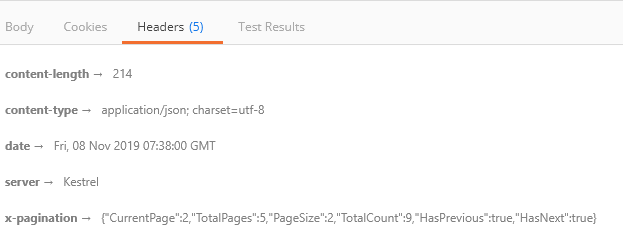 Body Cookies Headers (5) Test Results
content-length → 214
content-type → application/json; charset=utf-8
date → Fri, 08 Nov 2019 07:38:00 GMT
server → Kestrel
x-pagination → {"CurrentPage":2,"TotalPages":5,"PageSize":2,"TotalCount":9,"HasPrevious":true,"HasNext":true}